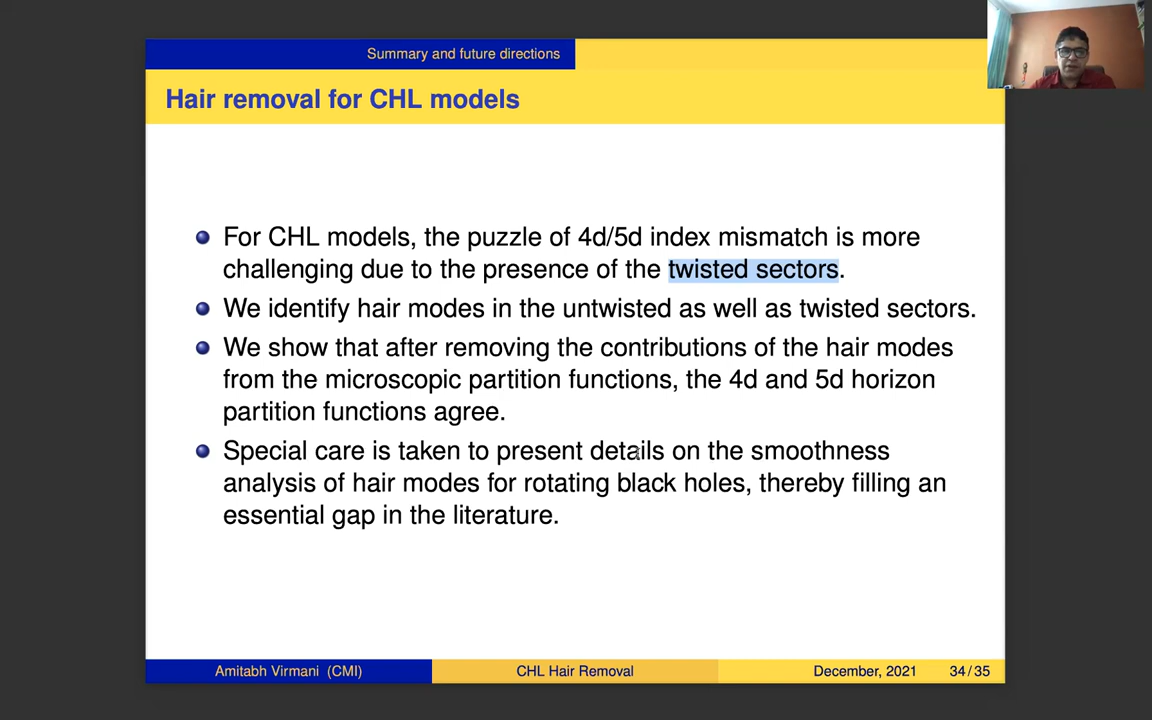 Summary and future directions
Hair removal for CHL models
For CHL models, the puzzle of 4d/5d index mismatch is more
challenging due to the presence of the twisted sectors.
We identify hair modes in the untwisted as well as twisted sectors.
We show that after removing the contributions of the hair modes
from the microscopic partition functions, the 4d and 5d horizon
partition functions agree.
Special care is taken to present details on the smoothness
analysis of hair modes for rotating black holes, thereby filling an
essential gap in the literature.
Amitabh Virmani (CMI) CHL Hair Removal December, 2021 34/35